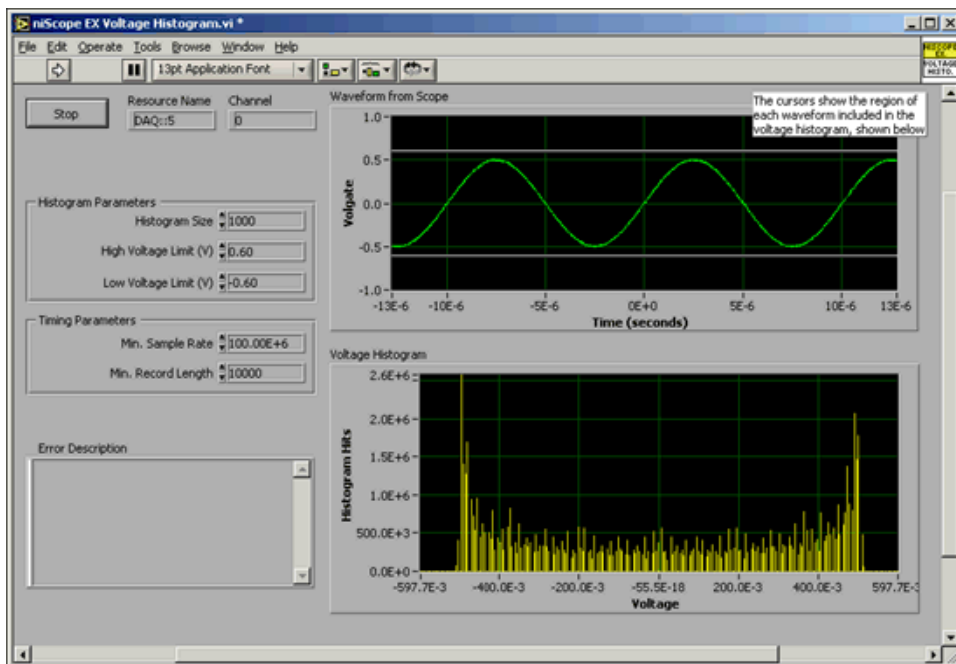 niScope EX Voltage Histogram.vi *
File Edit Operate Tools Browse Window Help
13pt Application Font
NISCOPE
EX
VOLTAGE
HISTO.
Stop
Resource Name
DAQ::5
Channel
0
Histogram Parameters
Histogram Size 1000
High Voltage Limit (V) 0.60
Low Voltage Limit (V) -0.60
Timing Parameters
Min. Sample Rate 100.00E+6
Min. Record Length 10000
Error Description
Waveform from Scope
The cursors show the region of
each waveform included in the
voltage histogram, shown below
Volgate
1.0
0.5
0.0
-0.5
-1.0
-13E-6 -10E-6 -5E-6 0E+0 5E-6 10E-6 13E-6
Time (seconds)
Voltage Histogram
Histogram Hits
2.6E+6
2.0E+6
1.5E+6
1.0E+6
500.0E+3
0.0E+0
-597.7E-3 -400.0E-3 -200.0E-3 -55.5E-18 200.0E-3 400.0E-3 597.7E-3
Voltage